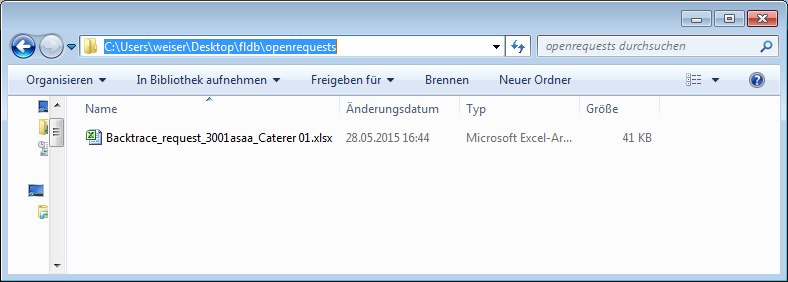 C:\Users\weiser\Desktop\fldb\openrequests openrequests durchsuchen
Organisieren In Bibliothek aufnehmen Freigeben für Brennen Neuer Ordner
Name Änderungsdatum Typ Größe
Backtrace_request_3001asaa_Caterer 01.xlsx 28.05.2015 16:44 Microsoft Excel-Ar... 41 KB